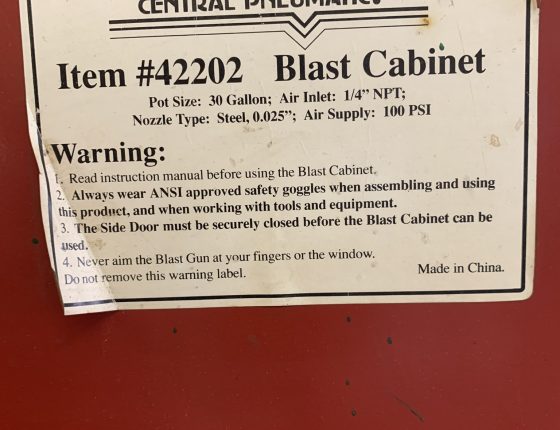 CENTRAL PNEUMATIC
Item #42202 Blast Cabinet
Pot Size: 30 Gallon; Air Inlet: 1/4” NPT;
Nozzle Type: Steel, 0.025”; Air Supply: 100 PSI
Warning:
1. Read instruction manual before using the Blast Cabinet.
2. Always wear ANSI approved safety goggles when assembling and using
this product, and when working with tools and equipment.
3. The Side Door must be securely closed before the Blast Cabinet can be
used.
4. Never aim the Blast Gun at your fingers or the window.
Do not remove this warning label. Made in China.